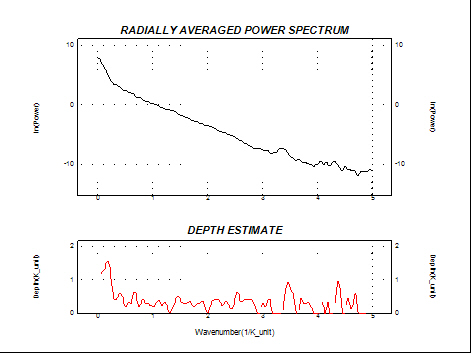 RADIALLY AVERAGED POWER SPECTRUM
10 10
ln(Power) 0 0 ln(Power)
-10 -10
0 1 2 3 4 5
DEPTH ESTIMATE
2 2
Depth(K_unit) 1 1 Depth(K_unit)
0 0
0 1 2 3 4 5
Wavenumber(1/K_unit)